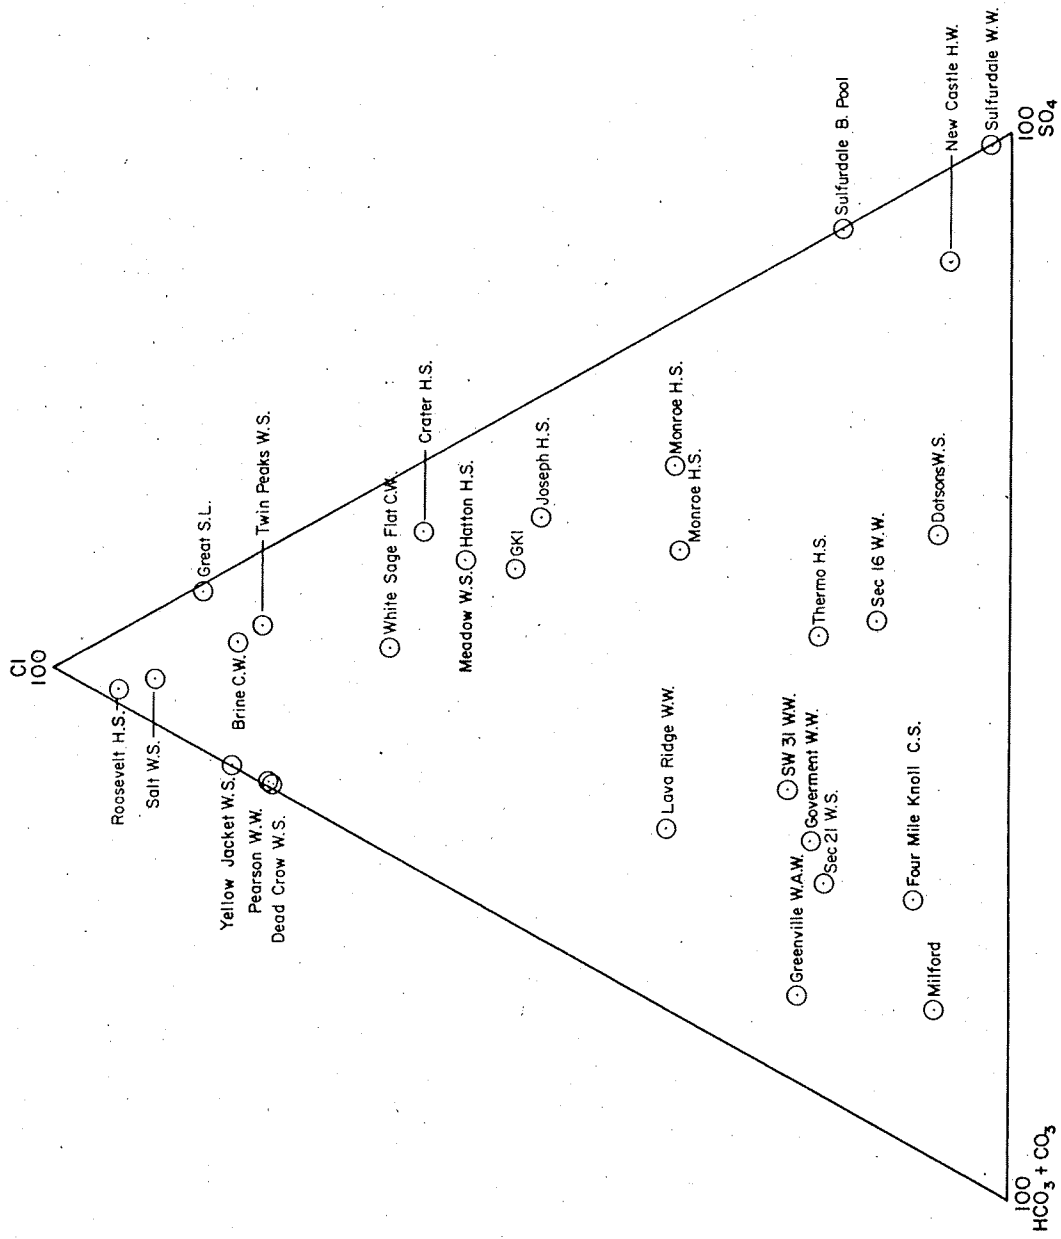 Cl
100
Roosevelt H.S.
Salt W.S.
Great S.L.
Brine C.W.
Twin Peaks W.S.
Yellow Jacket W.S.
Pearson W.W.
Dead Crow W.S.
White Sage Flat C.W.
Crater H.S.
Meadow W.S.
Hatton H.S.
GKI
Joseph H.S.
Lava Ridge W.W.
Monroe H.S.
Monroe H.S.
SW 31 W.W.
Goverment W.W.
Thermo H.S.
Greenville W.A.W.
Sec 21 W.S.
Sulfurdale B. Pool
Sec 16 W.W.
Four Mile Knoll C.S.
Milford
Dotsons W.S.
New Castle H.W.
Sulfurdale W.W.
100
HCO₃ + CO₃
100
SO₄